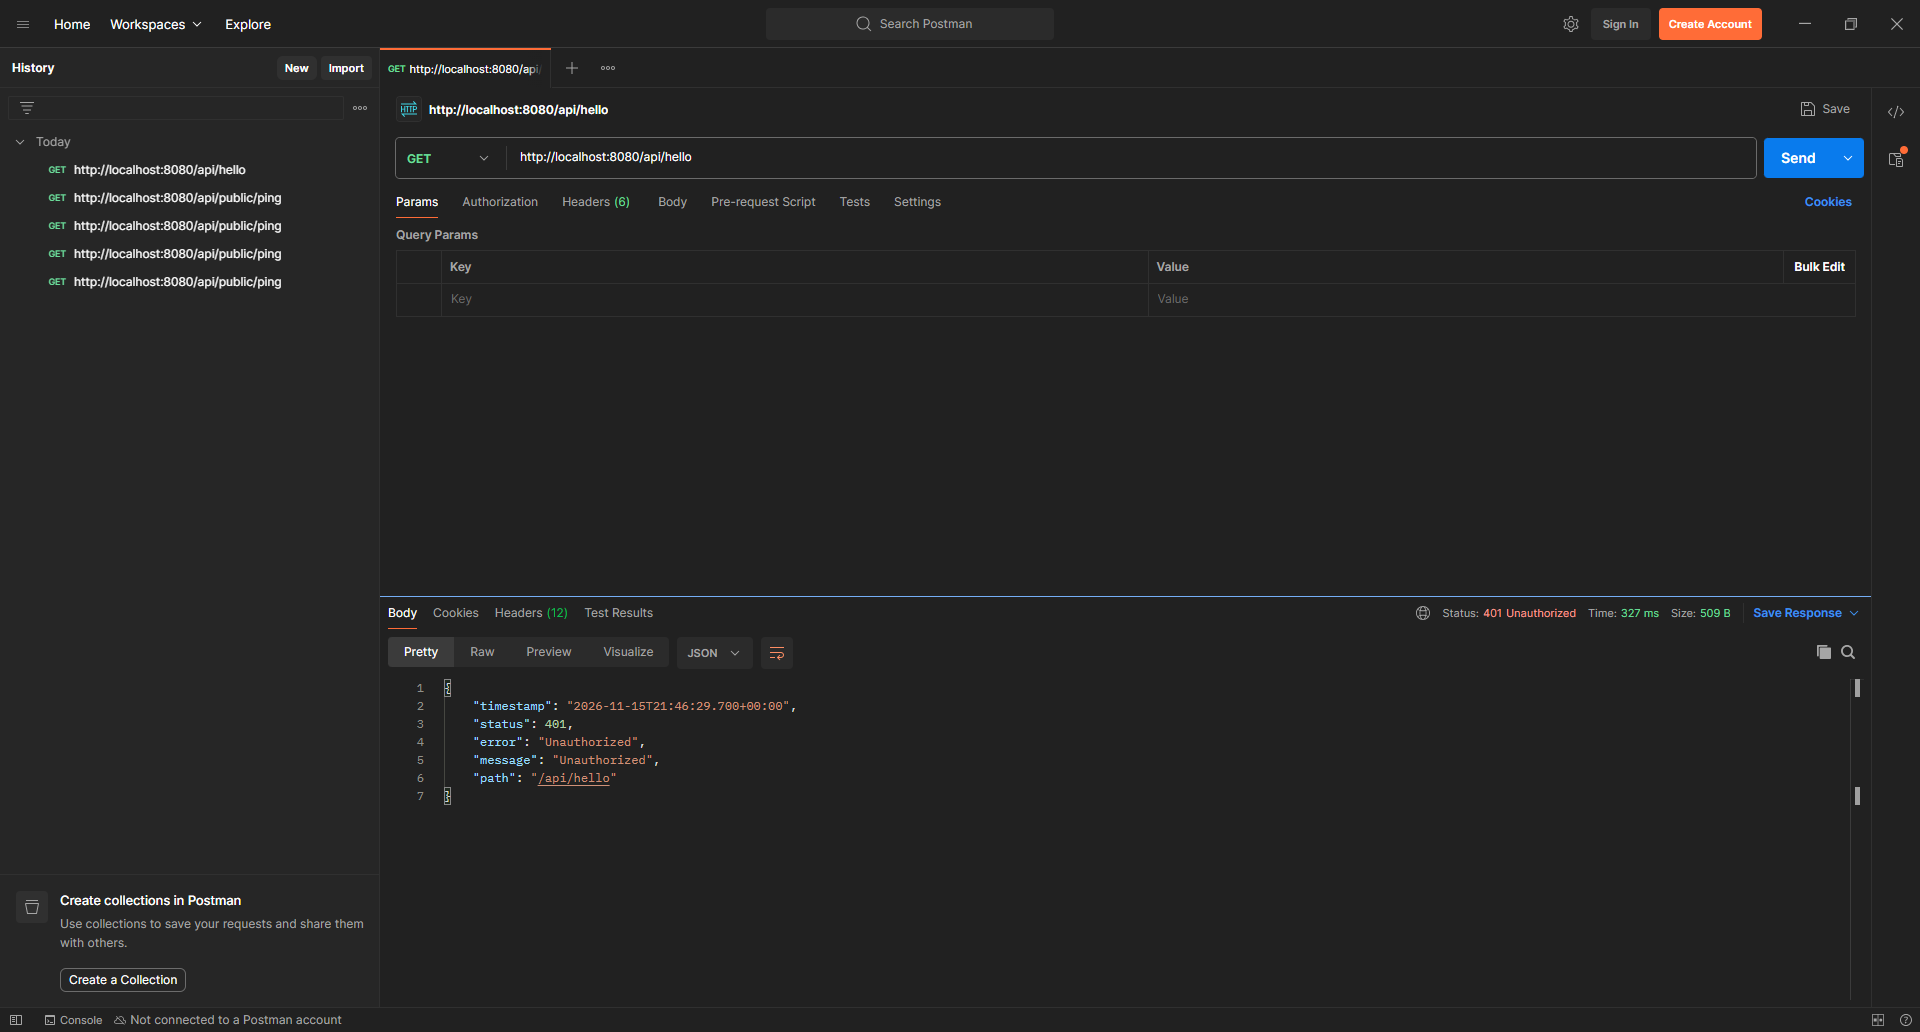 Home Workspaces Explore Search Postman Sign In Create Account
History New Import
GET http://localhost:8080/api/
HTTP http://localhost:8080/api/hello Save
Today
GET http://localhost:8080/api/hello
GET http://localhost:8080/api/public/ping
GET http://localhost:8080/api/public/ping
GET http://localhost:8080/api/public/ping
GET http://localhost:8080/api/public/ping
GET http://localhost:8080/api/hello Send
Params Authorization Headers (6) Body Pre-request Script Tests Settings Cookies
Query Params
Key Value Bulk Edit
Key Value
Body Cookies Headers (12) Test Results Status: 401 Unauthorized Time: 327 ms Size: 509 B Save Response
Pretty Raw Preview Visualize JSON
1 {
2 "timestamp": "2026-11-15T21:46:29.700+00:00",
3 "status": 401,
4 "error": "Unauthorized",
5 "message": "Unauthorized",
6 "path": "/api/hello"
7 }
Create collections in Postman
Use collections to save your requests and share them
with others.
Create a Collection
Console Not connected to a Postman account